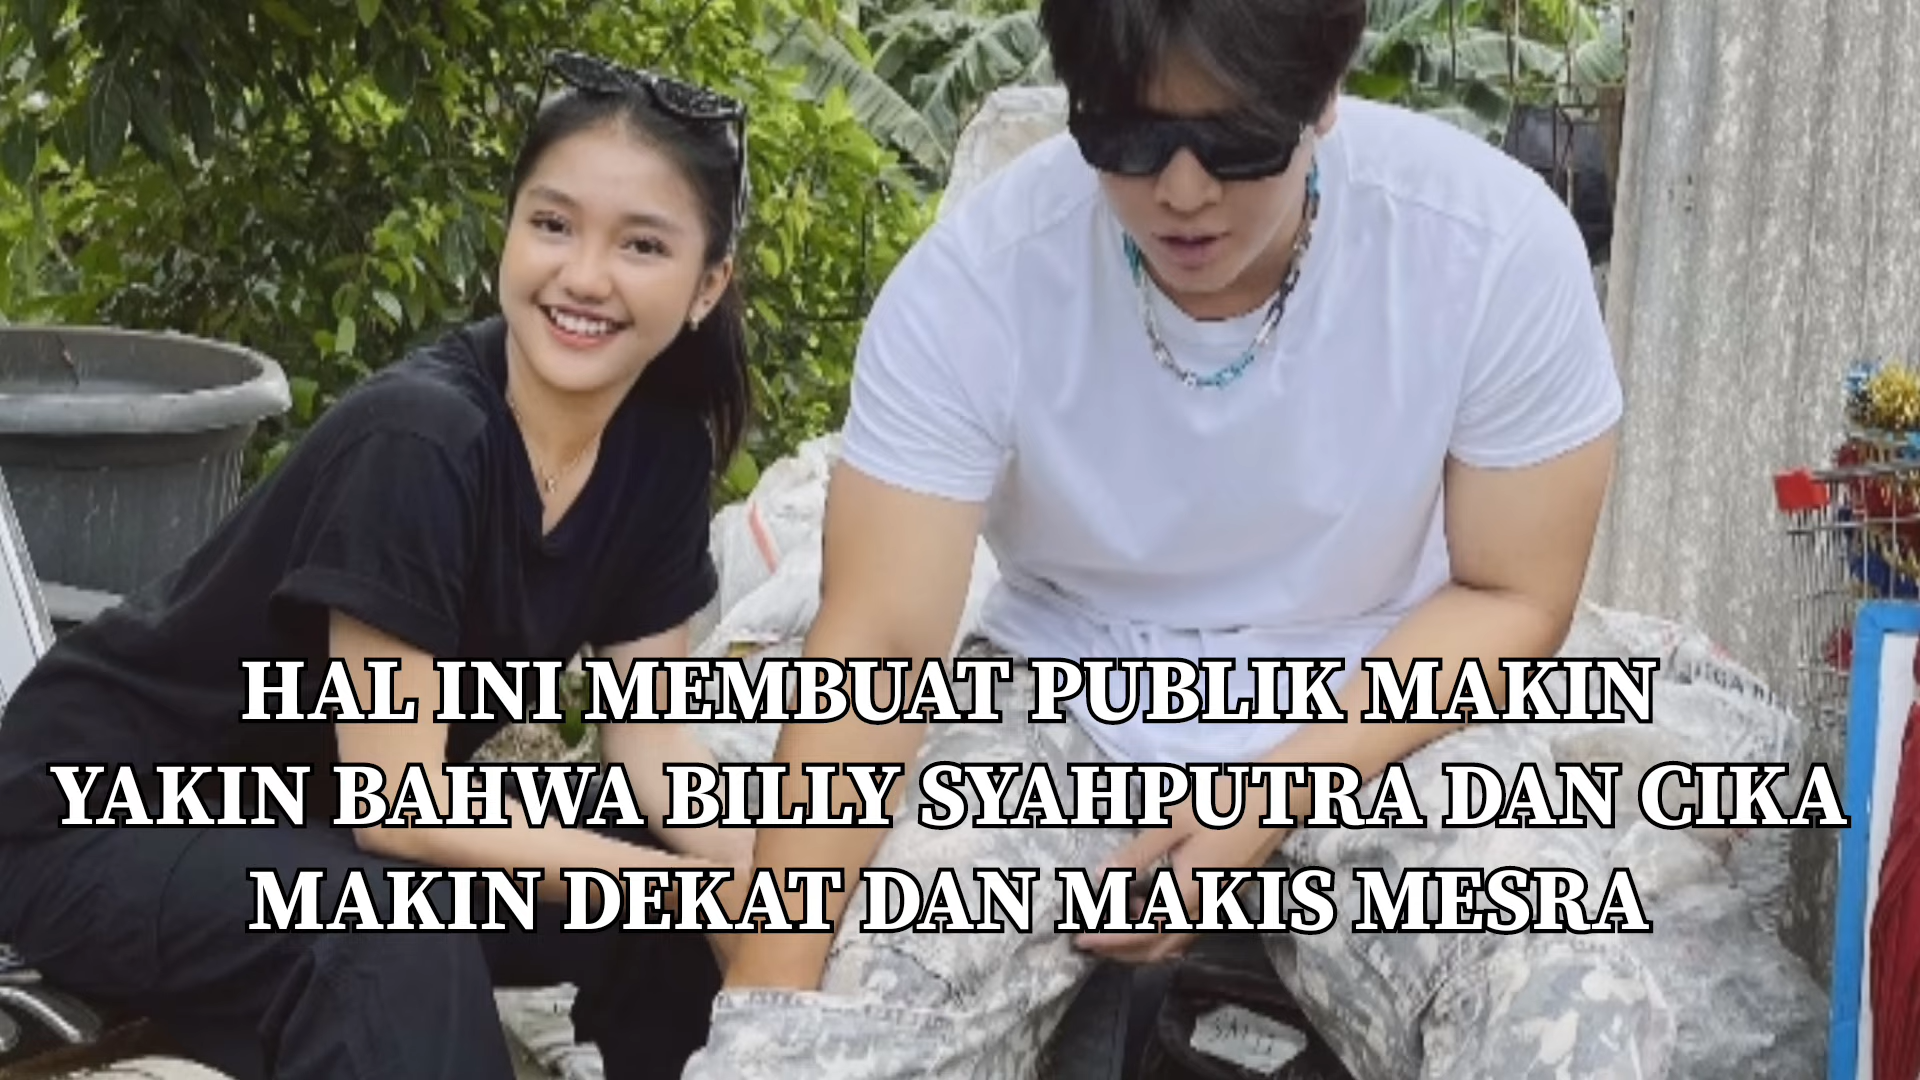 HAL INI MEMBUAT PUBLIK MAKIN
YAKIN BAHWA BILLY SYAHPUTRA DAN CIKA
MAKIN DEKAT DAN MAKIS MESRA